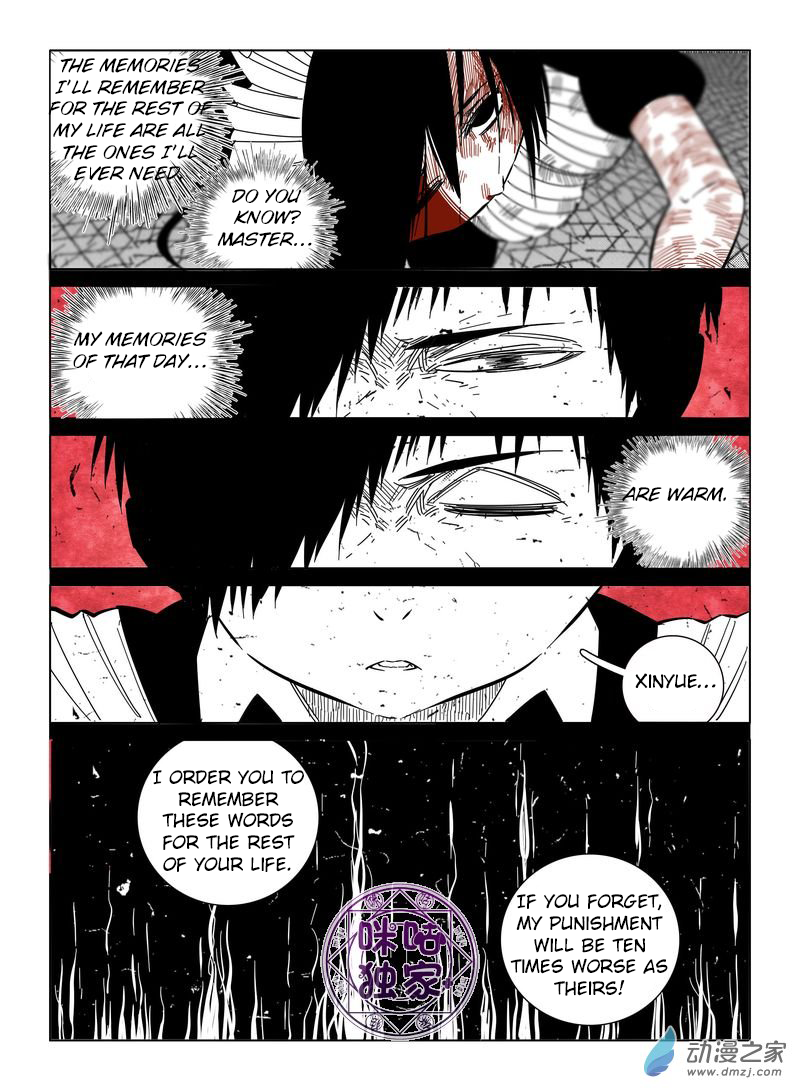 THE MEMORIES
I'LL REMEMBER
FOR THE REST OF
MY LIFE ARE ALL
THE ONES I'LL
EVER NEED.
DO YOU
KNOW?
MASTER...
MY MEMORIES
OF THAT DAY...
ARE WARM.
XINYUE...
I ORDER YOU TO
REMEMBER
THESE WORDS
FOR THE REST
OF YOUR LIFE.
IF YOU FORGET,
MY PUNISHMENT
WILL BE TEN
TIMES WORSE AS
THEIRS!
咪咕
独家
动漫之家
www.dmzj.com